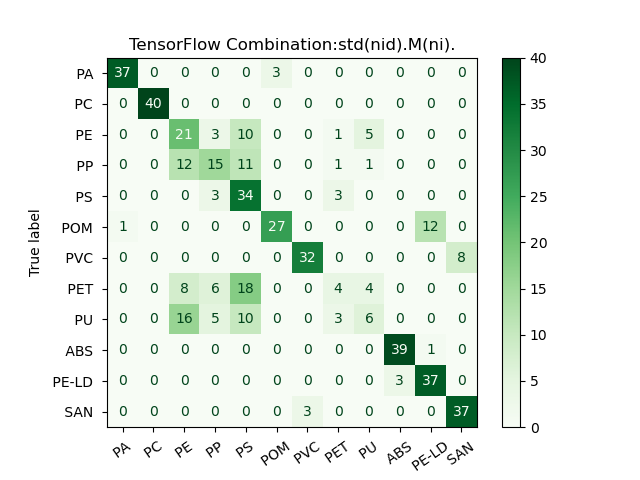 TensorFlow Combination:std(nid).M(ni).
PA 37 0 0 0 0 3 0 0 0 0 0 0
PC 0 40 0 0 0 0 0 0 0 0 0 0
PE 0 0 21 3 10 0 0 1 5 0 0 0
PP 0 0 12 15 11 0 0 1 1 0 0 0
PS 0 0 0 3 34 0 0 3 0 0 0 0
POM 1 0 0 0 0 27 0 0 0 0 12 0
PVC 0 0 0 0 0 0 32 0 0 0 0 8
PET 0 0 8 6 18 0 0 4 4 0 0 0
PU 0 0 16 5 10 0 0 3 6 0 0 0
ABS 0 0 0 0 0 0 0 0 0 39 1 0
PE-LD 0 0 0 0 0 0 0 0 0 3 37 0
SAN 0 0 0 0 0 0 3 0 0 0 0 37
PA PC PE PP PS POM PVC PET PU ABS PE-LD SAN
True label
40
35
30
25
20
15
10
5
0